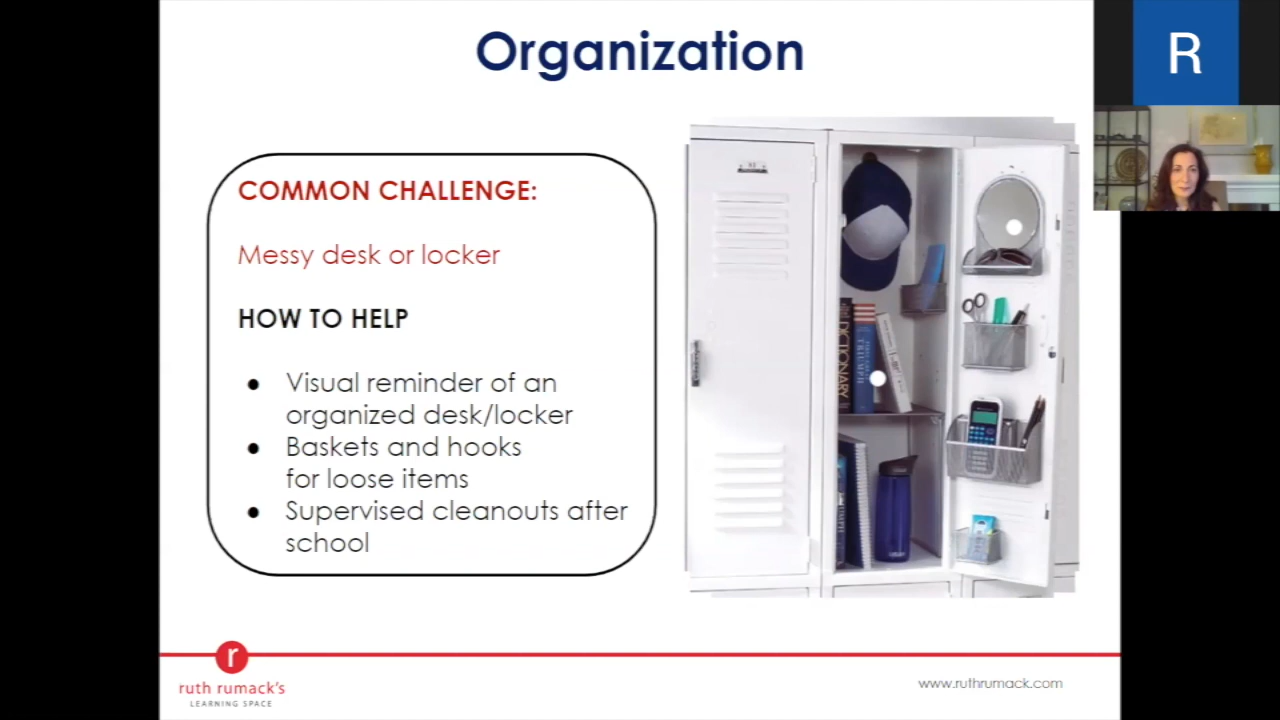 Organization
R
COMMON CHALLENGE:
Messy desk or locker
HOW TO HELP
● Visual reminder of an
organized desk/locker
● Baskets and hooks
for loose items
● Supervised cleanouts after
school
DICTIONARY
TRIUMPH
r
ruth rumack's
LEARNING SPACE
www.ruthrumack.com